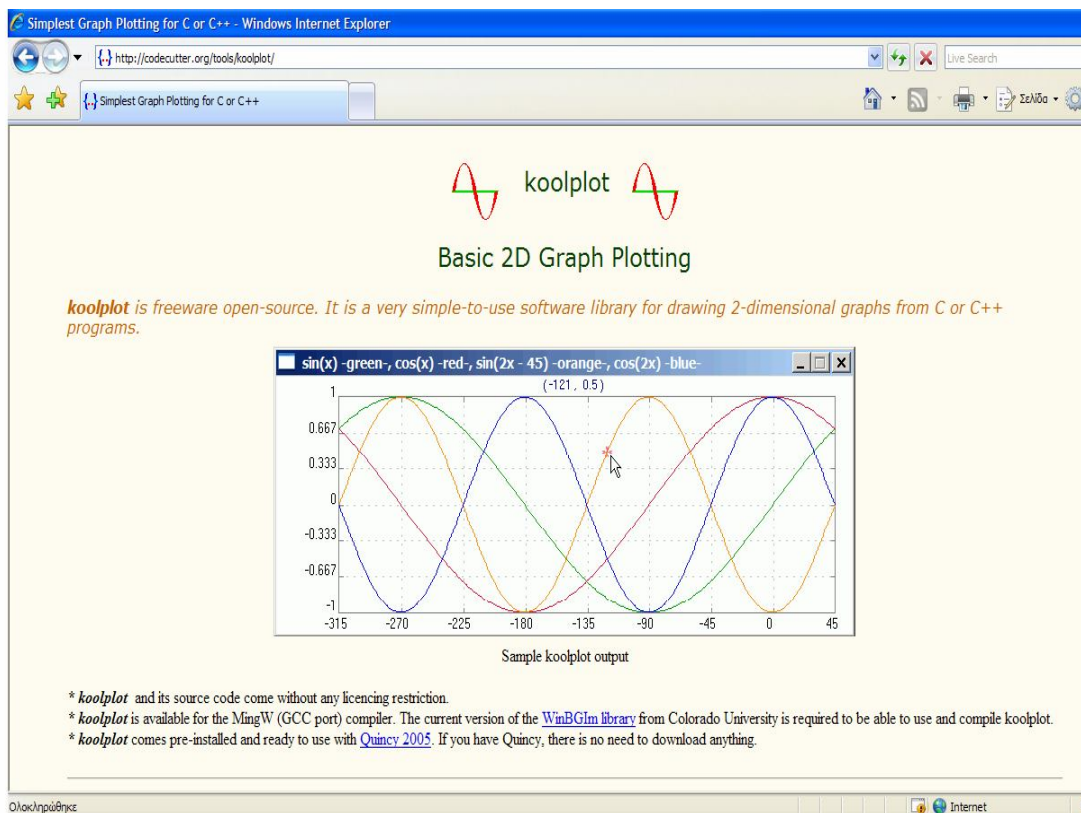 Simplest Graph Plotting for C or C++ - Windows Internet Explorer
{.} http://codecutter.org/tools/koolplot/
Live Search
{.} Simplest Graph Plotting for C or C++
Σελίδα
koolplot
Basic 2D Graph Plotting
koolplot is freeware open-source. It is a very simple-to-use software library for drawing 2-dimensional graphs from C or C++
programs.
sin(x) -green-, cos(x) -red-, sin(2x - 45) -orange-, cos(2x) -blue-
(-121 , 0.5)
1
0.667
0.333
0
-0.333
-0.667
-1
-315 -270 -225 -180 -135 -90 -45 0 45
Sample koolplot output
* koolplot and its source code come without any licencing restriction.
* koolplot is available for the MingW (GCC port) compiler. The current version of the WinBGIm library from Colorado University is required to be able to use and compile koolplot.
* koolplot comes pre-installed and ready to use with Quincy 2005. If you have Quincy, there is no need to download anything.
Ολοκληρώθηκε
Internet